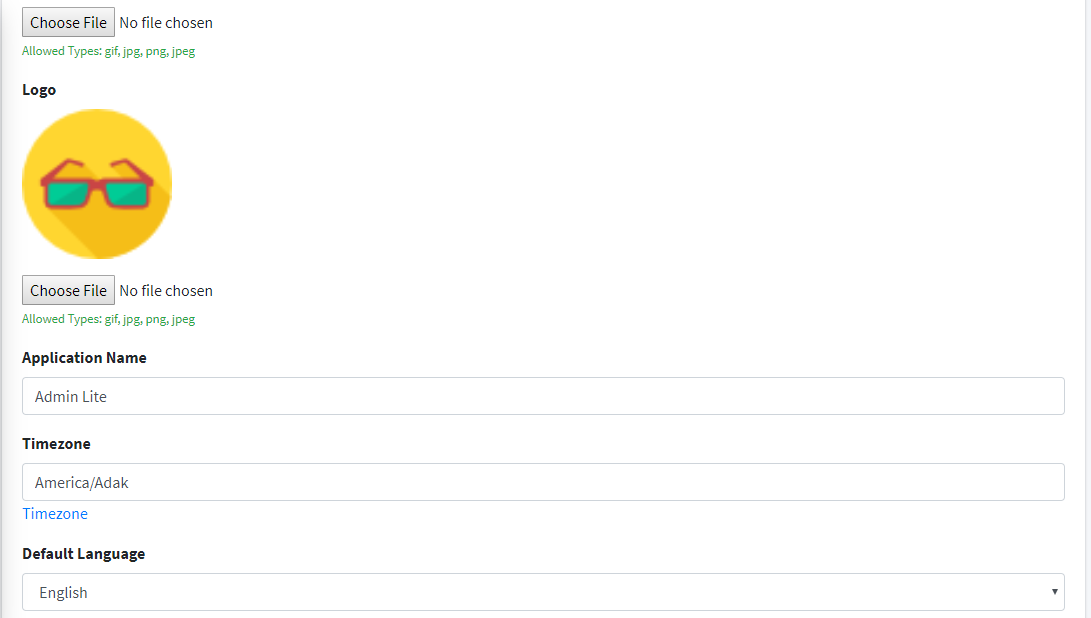 Choose File No file chosen
Allowed Types: gif, jpg, png, jpeg
Logo
Choose File No file chosen
Allowed Types: gif, jpg, png, jpeg
Application Name
Admin Lite
Timezone
America/Adak
Timezone
Default Language
English